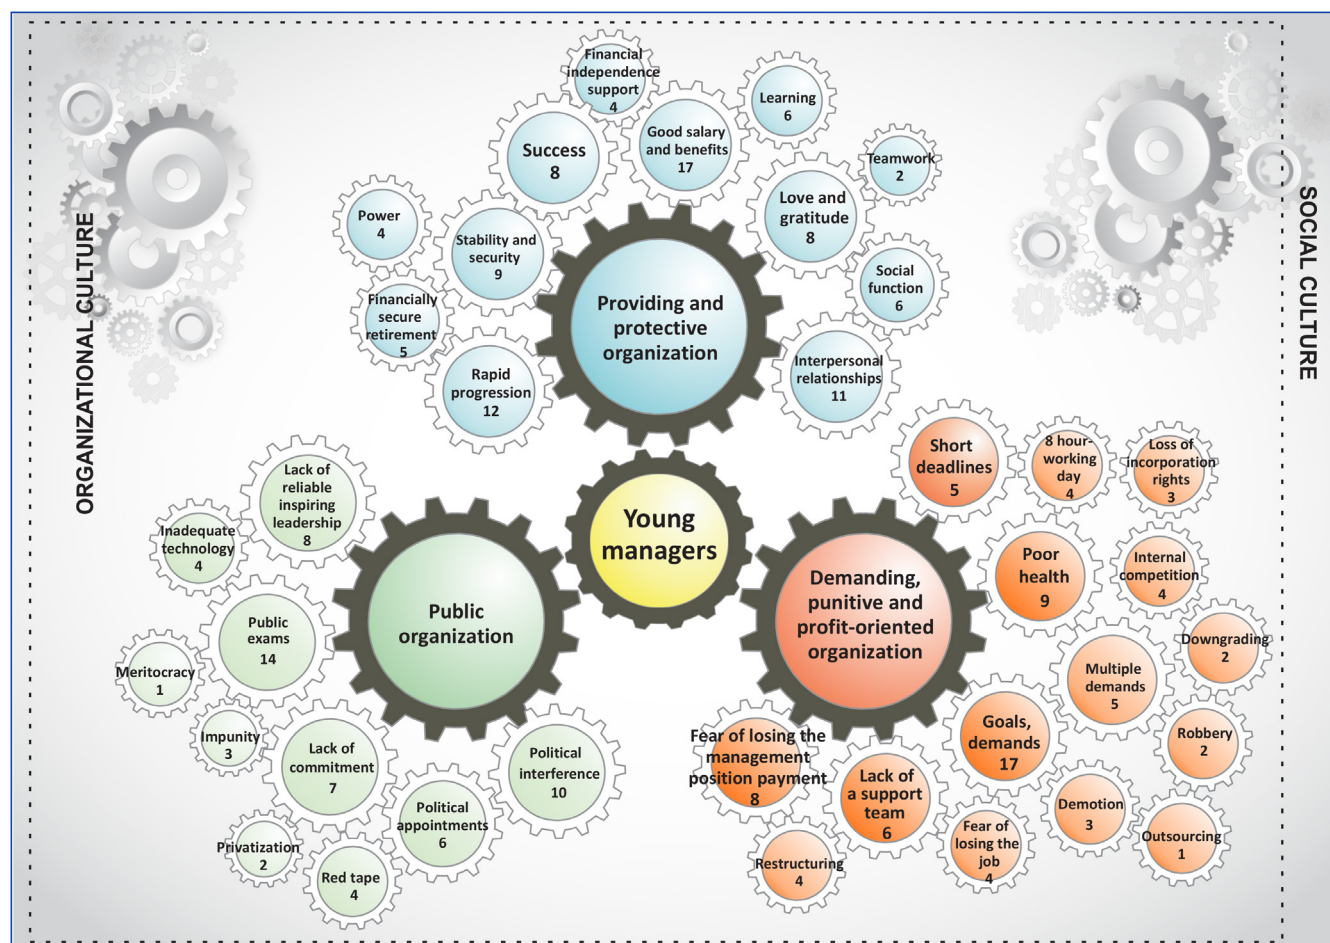 ORGANIZATIONAL CULTURE
SOCIAL CULTURE
Financial
independence
support
4
Learning
6
Good salary
and benefits
17
Success
8
Teamwork
2
Love and
gratitude
8
Power
4
Stability and
security
9
Social
function
6
Financially
secure
retirement
5
Providing and
protective
organization
Interpersonal
relationships
11
Rapid
progression
12
Young
managers
Lack of
reliable
inspiring
leadership
8
Inadequate
technology
4
Public
exams
14
Public
organization
Meritocracy
1
Impunity
3
Lack of
commitment
7
Political
interference
10
Political
appointments
6
Privatization
2
Red tape
4
Short
deadlines
5
8 hour-
working
day
4
Loss of
incorporation
rights
3
Poor
health
9
Internal
competition
4
Demanding,
punitive and
profit-oriented
organization
Downgrading
2
Multiple
demands
5
Goals,
demands
17
Robbery
2
Fear of losing the
management
position payment
8
Lack of
a support
team
6
Demotion
3
Fear of
losing the
job
4
Outsourcing
1
Restructuring
4